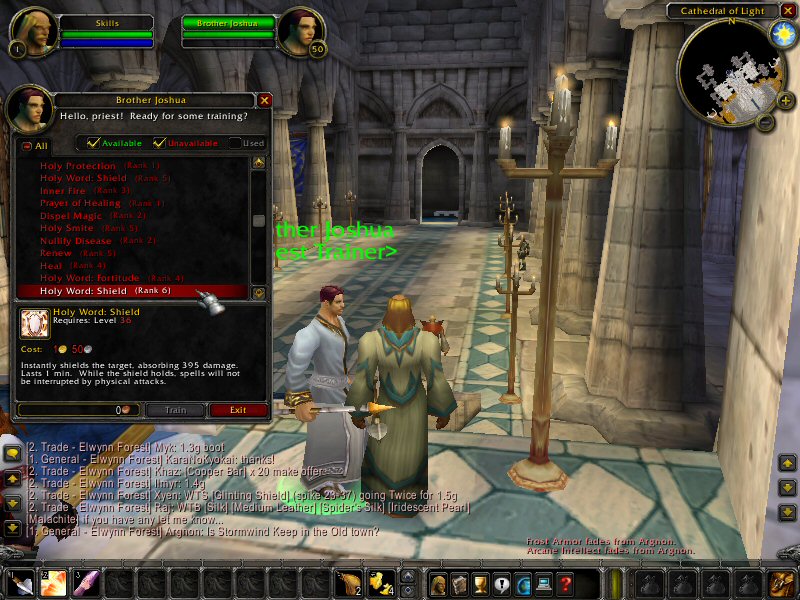 Skills
1
Brother Joshua
50
Cathedral of Light
N
Brother Joshua
Hello, priest! Ready for some training?
All
Available
Unavailable
Used
Holy Protection (Rank 1)
Holy Word: Shield (Rank 5)
Inner Fire (Rank 3)
Prayer of Healing (Rank 1)
Dispel Magic (Rank 2)
Holy Smite (Rank 5)
Nullify Disease (Rank 2)
Renew (Rank 5)
Heal (Rank 4)
Holy Word: Fortitude (Rank 4)
Holy Word: Shield (Rank 6)
Holy Word: Shield
Requires: Level 36
Cost: 1 50
Instantly shields the target, absorbing 395 damage.
Lasts 1 min. While the shield holds, spells will not
be interrupted by physical attacks.
0
Train
Exit
ther Joshua
est Trainer>
[2. Trade - Elwynn Forest] Myk: 1.3g boot
[1. General - Elwynn Forest] KaraNoKyokai: thanks!
[2. Trade - Elwynn Forest] Khaz: [Copper Bar] x 20 make offer
[2. Trade - Elwynn Forest] Ilmyr: 1.4g
[2. Trade - Elwynn Forest] Xyen: WTS [Glinting Shield] (spike 23-37) going Twice for 1.5g
[2. Trade - Elwynn Forest] Raj: WTB [Silk] [Medium Leather] [Spider's Silk] [Iridescent Pearl]
[Malachite] if you have any let me know...
[1. General - Elwynn Forest] Argnon: Is Stormwind Keep in the Old town?
Frost Armor fades from Argnon.
Arcane Intellect fades from Argnon.
1
2
3
2
4